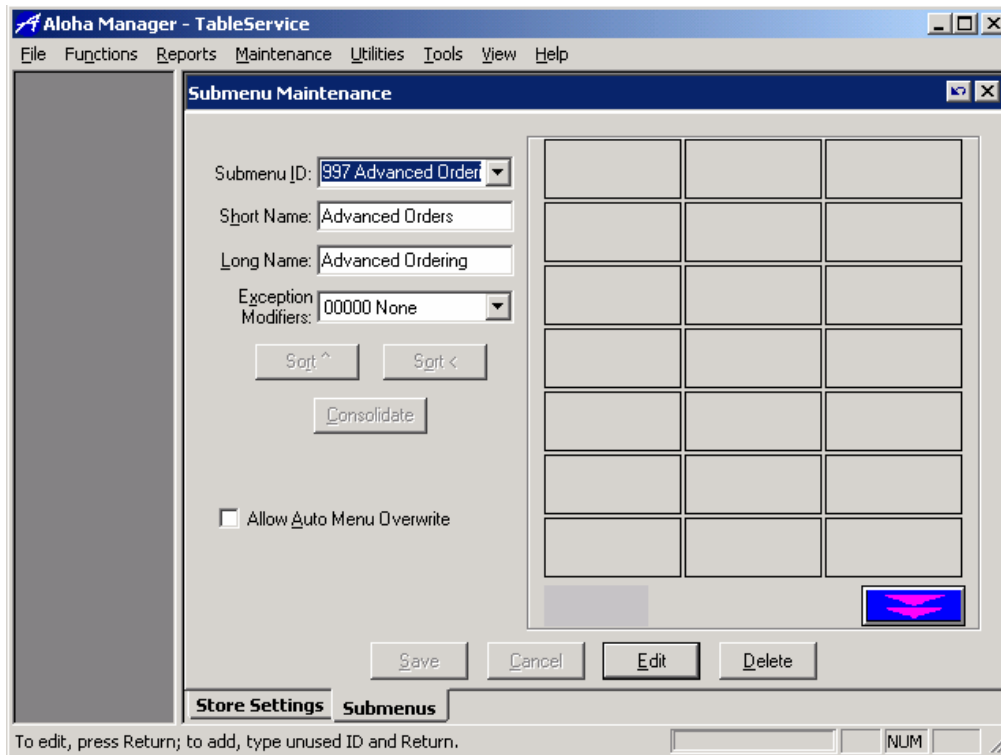 Aloha Manager - TableService
File Functions Reports Maintenance Utilities Tools View Help
Submenu Maintenance
Submenu ID: 997 Advanced Orderi
Short Name: Advanced Orders
Long Name: Advanced Ordering
Exception
Modifiers: 00000 None
Sort ^ Sort <
Consolidate
Allow Auto Menu Overwrite
Save Cancel Edit Delete
Store Settings Submenus
To edit, press Return; to add, type unused ID and Return. NUM